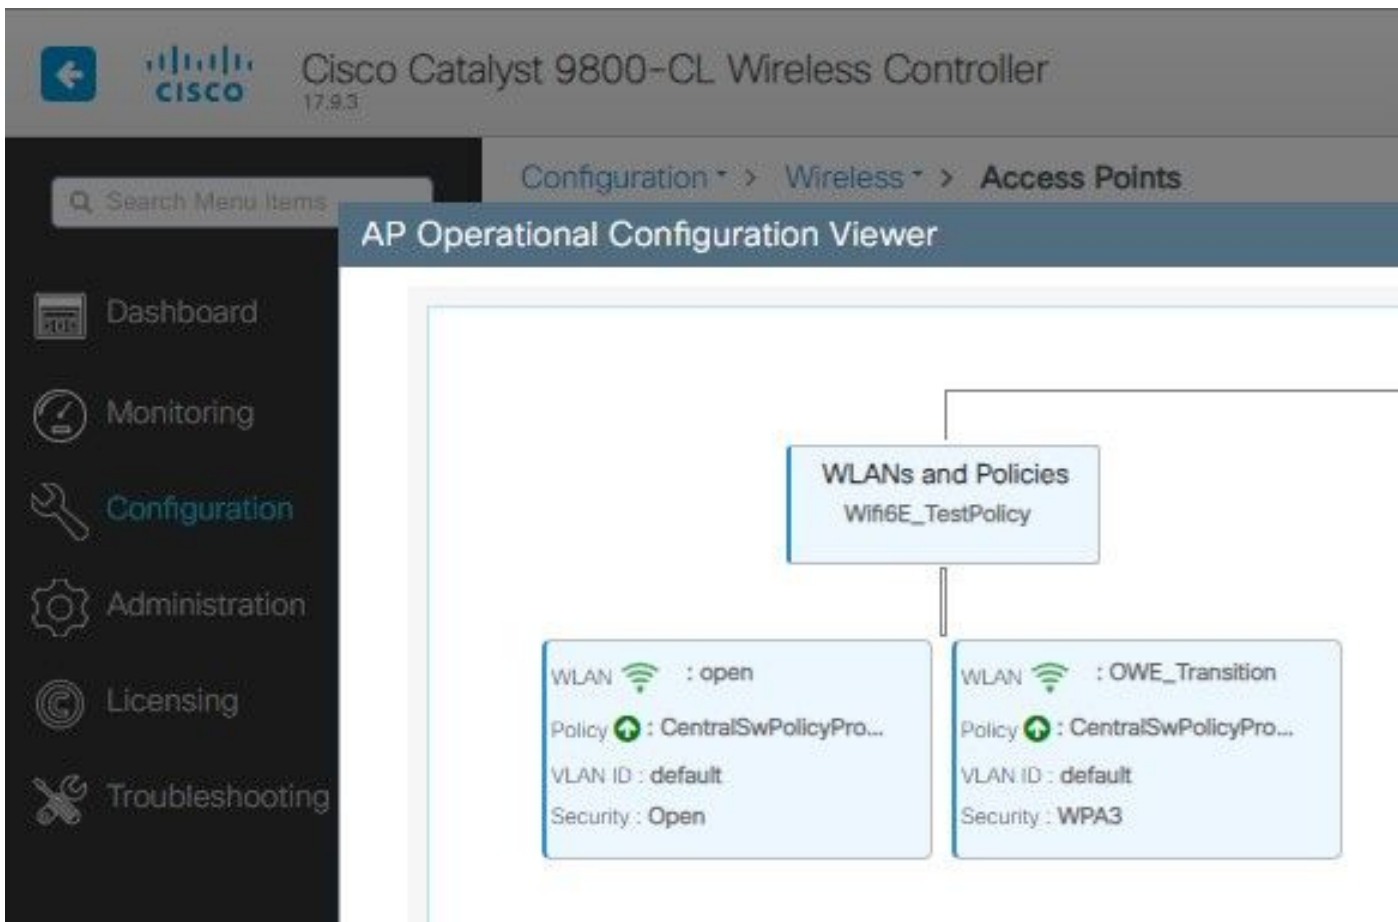 CISCO
Cisco Catalyst 9800-CL Wireless Controller
17.9.3
Search Menu Items
Configuration > Wireless > Access Points
AP Operational Configuration Viewer
Dashboard
Monitoring
Configuration
Administration
Licensing
Troubleshooting
WLANs and Policies
Wifi6E_TestPolicy
WLAN : open
Policy : CentralSwPolicyPro...
VLAN ID : default
Security : Open
WLAN : OWE_Transition
Policy : CentralSwPolicyPro...
VLAN ID : default
Security : WPA3